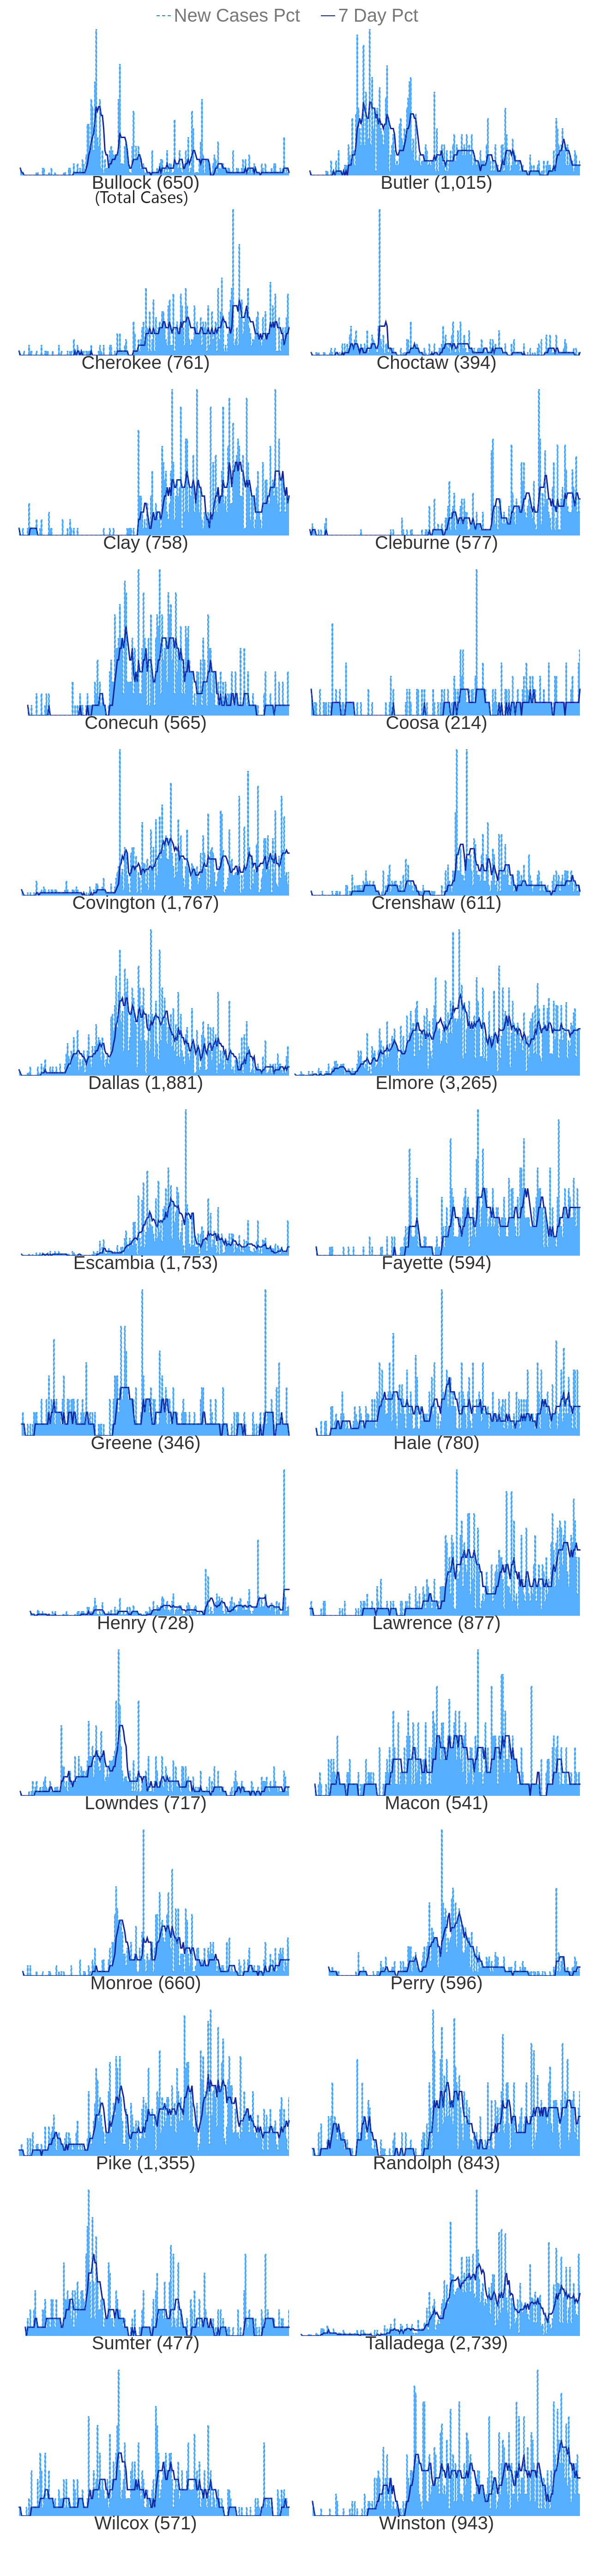 New Cases Pct 7 Day Pct
Bullock (650) Butler (1,015)
(Total Cases)
Cherokee (761) Choctaw (394)
Clay (758) Cleburne (577)
Conecuh (565) Coosa (214)
Covington (1,767) Crenshaw (611)
Dallas (1,881) Elmore (3,265)
Escambia (1,753) Fayette (594)
Greene (346) Hale (780)
Henry (728) Lawrence (877)
Lowndes (717) Macon (541)
Monroe (660) Perry (596)
Pike (1,355) Randolph (843)
Sumter (477) Talladega (2,739)
Wilcox (571) Winston (943)